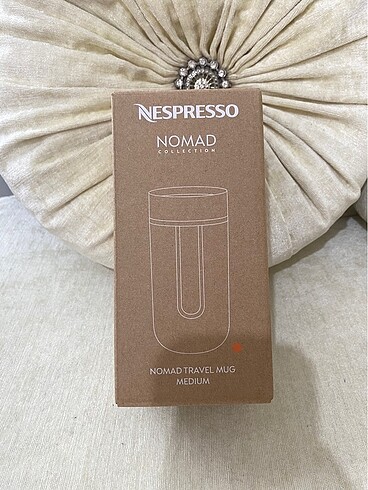 NESPRESSO
NOMAD
COLLECTION
NOMAD TRAVEL MUG
MEDIUM